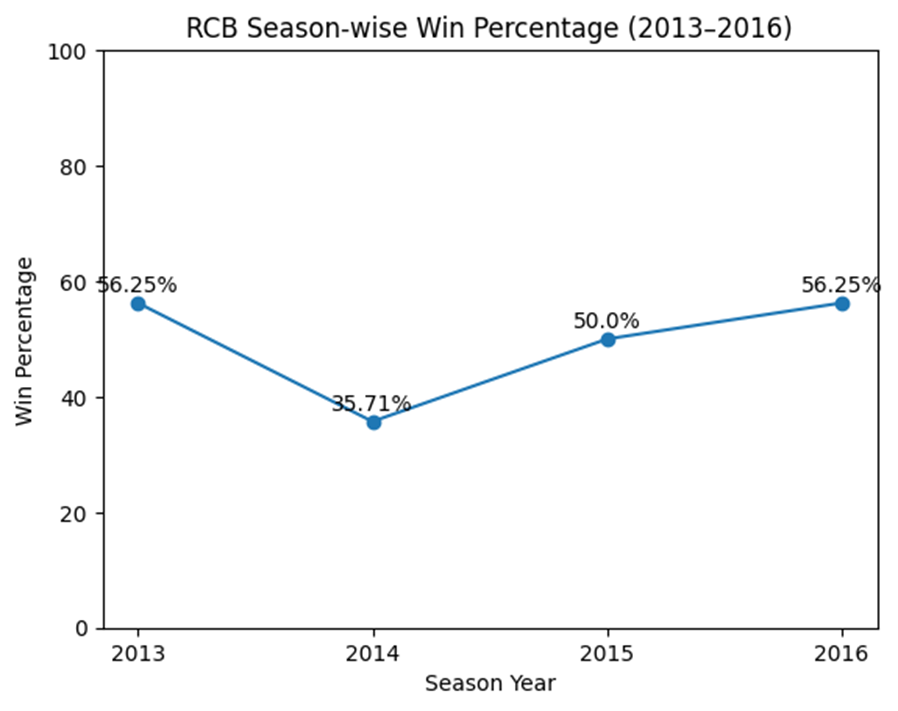 RCB Season-wise Win Percentage (2013–2016)
100
80
60
40
20
0
Win Percentage
56.25%
35.71%
50.0%
56.25%
2013 2014 2015 2016
Season Year